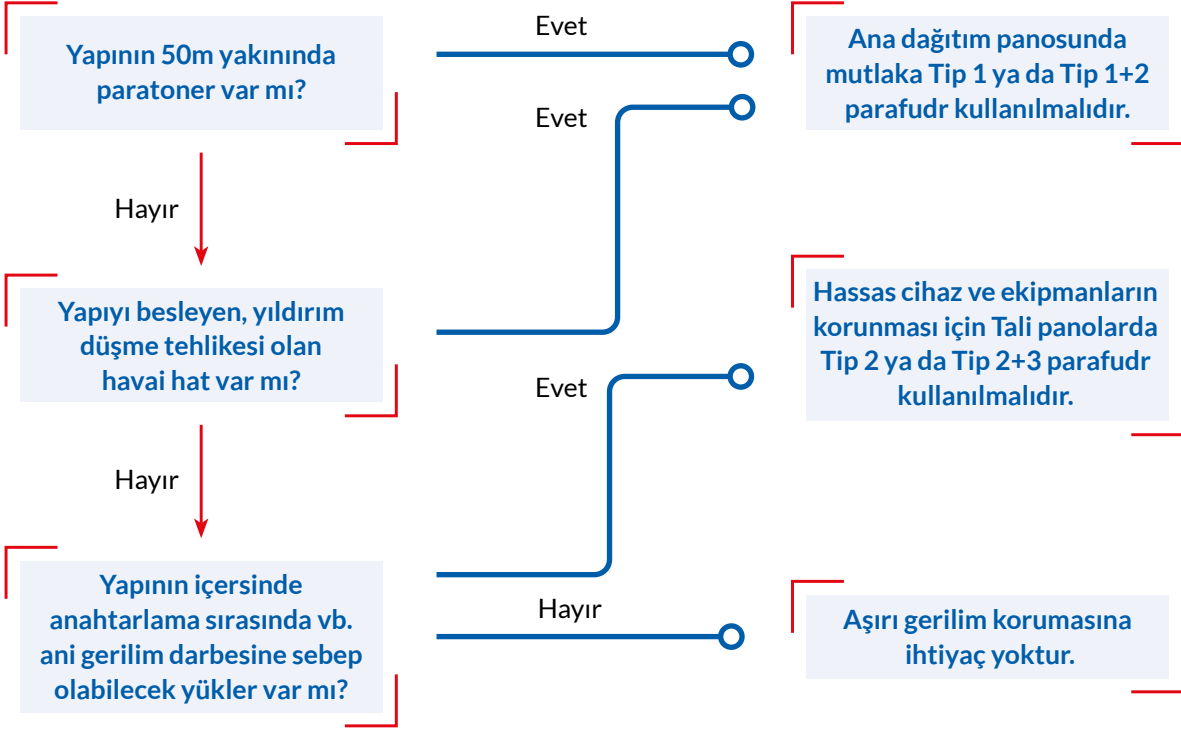 Yapının 50m yakınında
paratoner var mı?
Evet
Ana dağıtım panosunda
mutlaka Tip 1 ya da Tip 1+2
parafudr kullanılmalıdır.
Evet
Hayır
Yapıyı besleyen, yıldırım
düşme tehlikesi olan
havai hat var mı?
Hassas cihaz ve ekipmanların
korunması için Tali panolarda
Tip 2 ya da Tip 2+3 parafudr
kullanılmalıdır.
Evet
Hayır
Yapının içersinde
anahtarlama sırasında vb.
ani gerilim darbesine sebep
olabilecek yükler var mı?
Hayır
Aşırı gerilim korumasına
ihtiyaç yoktur.